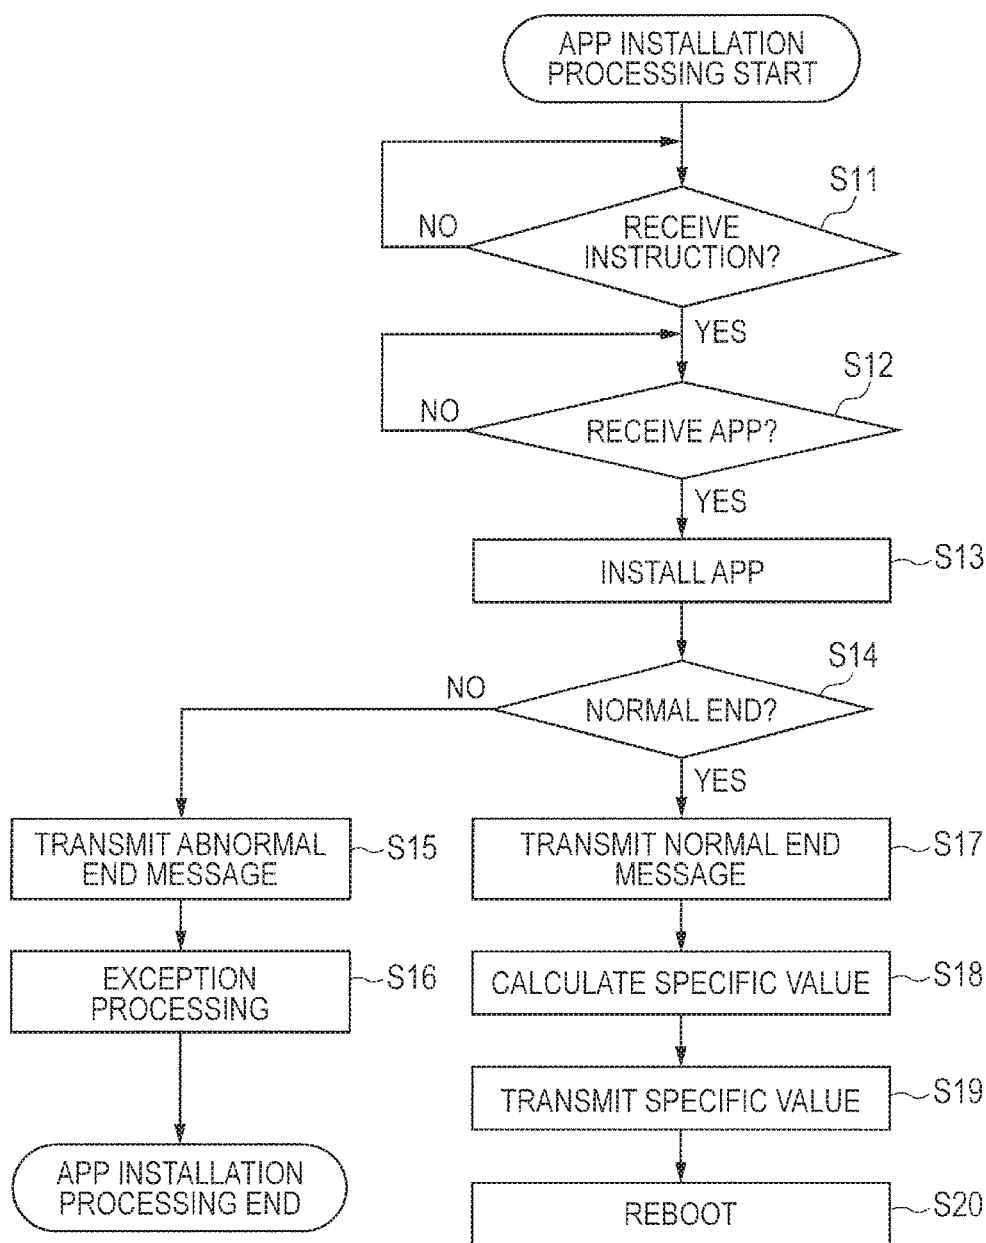 APP INSTALLATION
PROCESSING START
S11
NO
RECEIVE
INSTRUCTION?
YES
S12
NO
RECEIVE APP?
YES
INSTALL APP
S13
S14
NO
NORMAL END?
YES
TRANSMIT ABNORMAL
END MESSAGE
S15
TRANSMIT NORMAL END
MESSAGE
S17
EXCEPTION
PROCESSING
S16
CALCULATE SPECIFIC VALUE
S18
TRANSMIT SPECIFIC VALUE
S19
APP INSTALLATION
PROCESSING END
REBOOT
S20